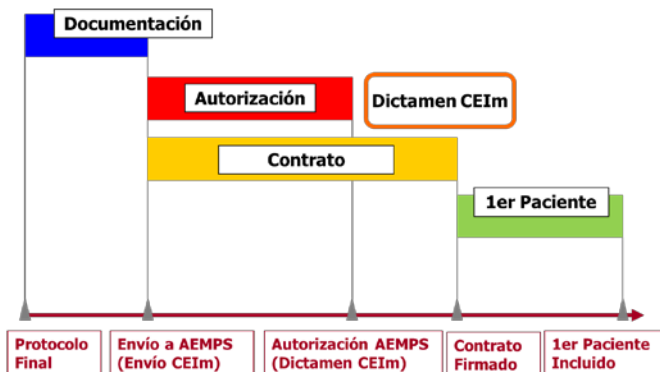 Documentación
Autorización
Dictamen CEIm
Contrato
1er Paciente
Protocolo
Final
Envío a AEMPS
(Envío CEIm)
Autorización AEMPS
(Dictamen CEIm)
Contrato
Firmado
1er Paciente
Incluido